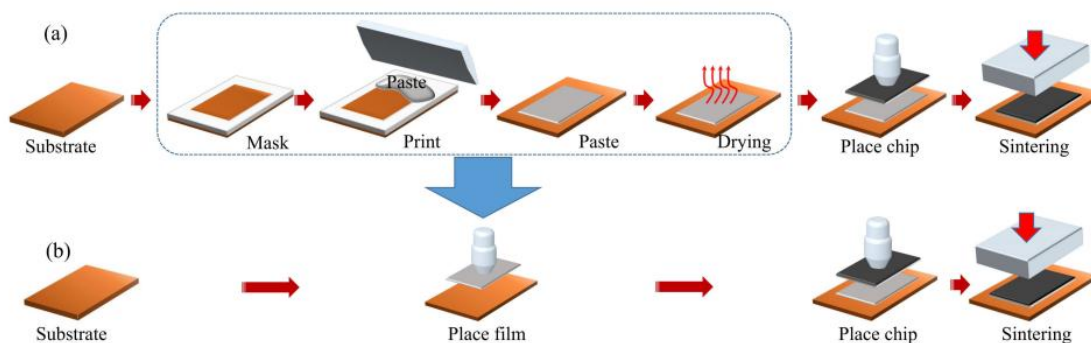 (a)
Paste
Substrate
Mask
Print
Paste
Drying
Place chip
Sintering
(b)
Substrate
Place film
Place chip
Sintering